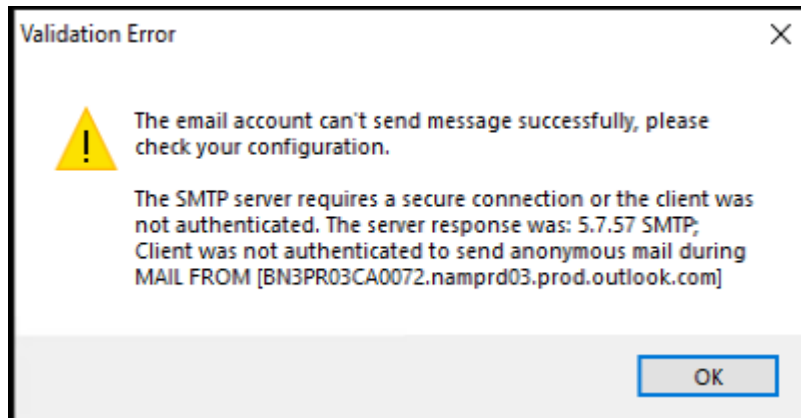 Validation Error
The email account can't send message successfully, please
check your configuration.
The SMTP server requires a secure connection or the client was
not authenticated. The server response was: 5.7.57 SMTP;
Client was not authenticated to send anonymous mail during
MAIL FROM [BN3PR03CA0072.namprd03.prod.outlook.com]
OK